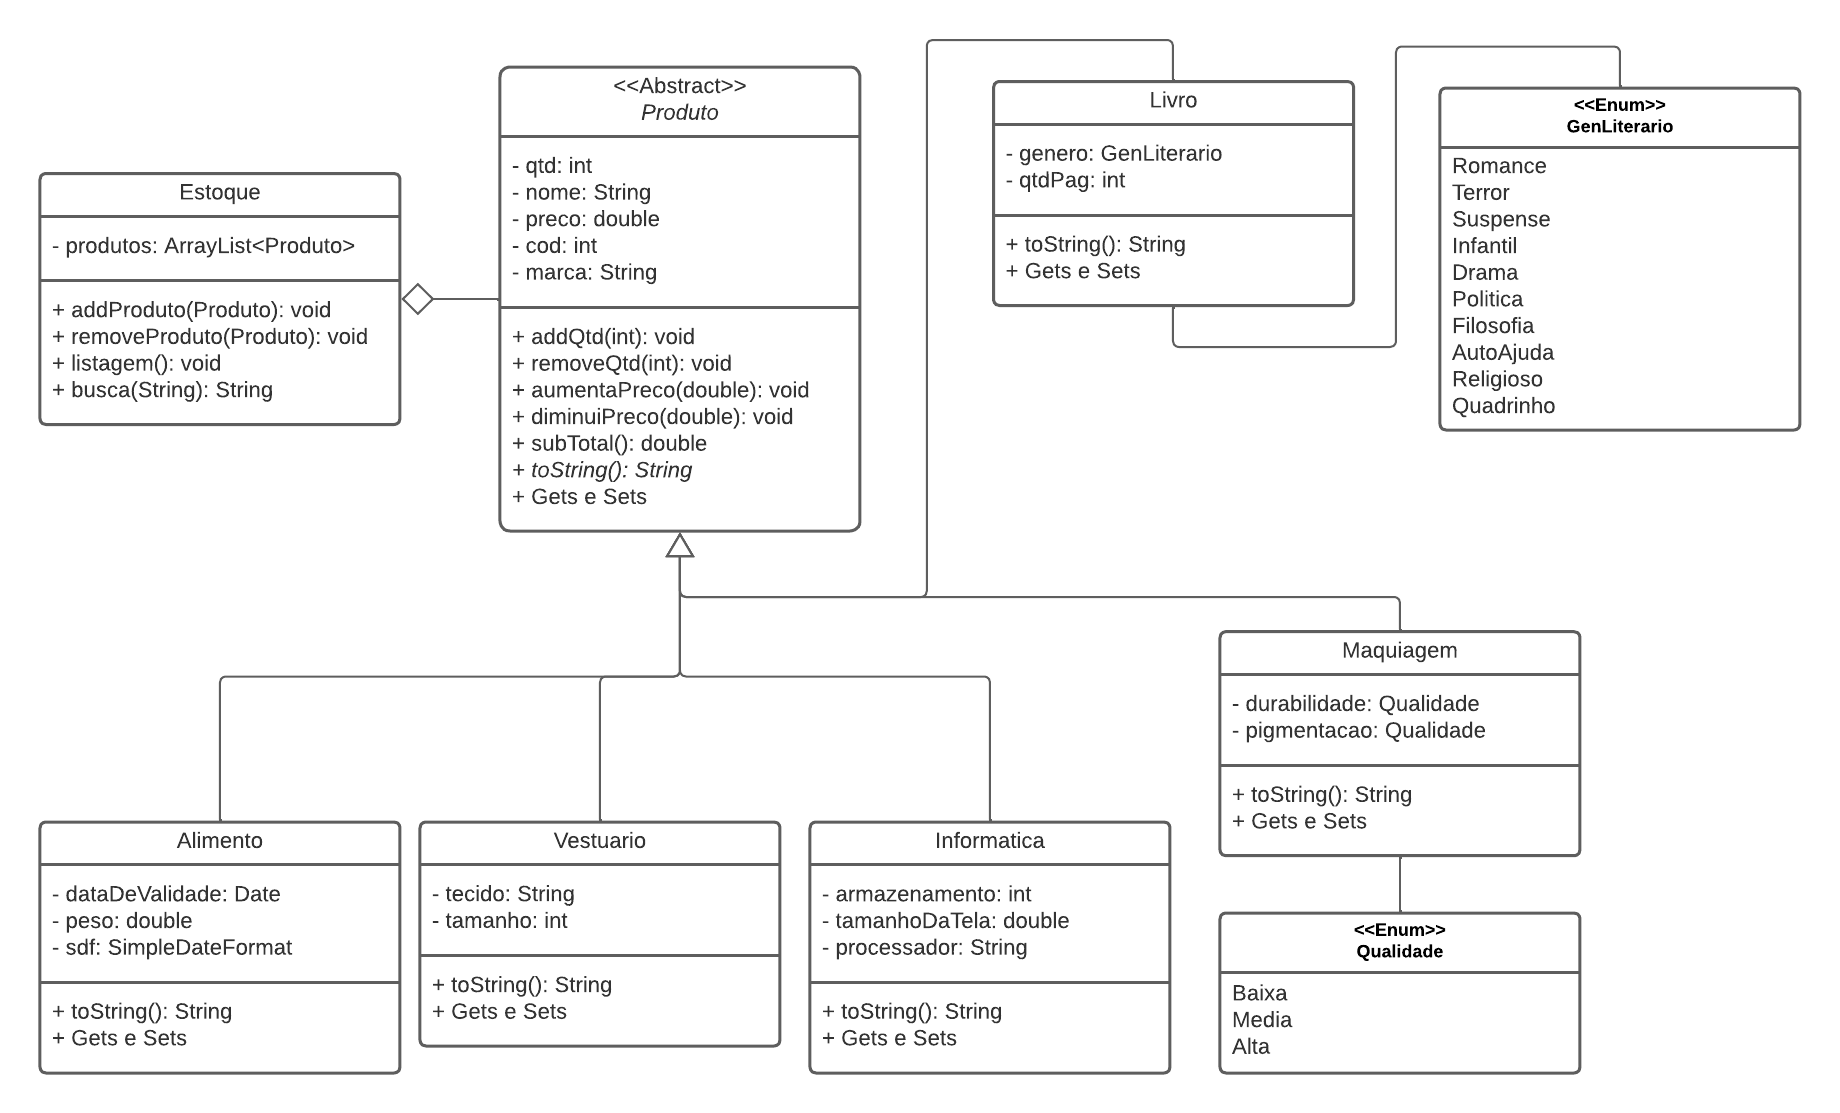 <<Abstract>>
Produto
- qtd: int
- nome: String
- preco: double
- cod: int
- marca: String
+ addQtd(int): void
+ removeQtd(int): void
+ aumentaPreco(double): void
+ diminuiPreco(double): void
+ subTotal(): double
+ toString(): String
+ Gets e Sets
Estoque
- produtos: ArrayList<Produto>
+ addProduto(Produto): void
+ removeProduto(Produto): void
+ listagem(): void
+ busca(String): String
Livro
- genero: GenLiterario
- qtdPag: int
+ toString(): String
+ Gets e Sets
<<Enum>>
GenLiterario
Romance
Terror
Suspense
Infantil
Drama
Politica
Filosofia
AutoAjuda
Religioso
Quadrinho
Maquiagem
- durabilidade: Qualidade
- pigmentacao: Qualidade
+ toString(): String
+ Gets e Sets
Alimento
- dataDeValidade: Date
- peso: double
- sdf: SimpleDateFormat
+ toString(): String
+ Gets e Sets
Vestuario
- tecido: String
- tamanho: int
+ toString(): String
+ Gets e Sets
Informatica
- armazenamento: int
- tamanhoDaTela: double
- processador: String
+ toString(): String
+ Gets e Sets
<<Enum>>
Qualidade
Baixa
Media
Alta